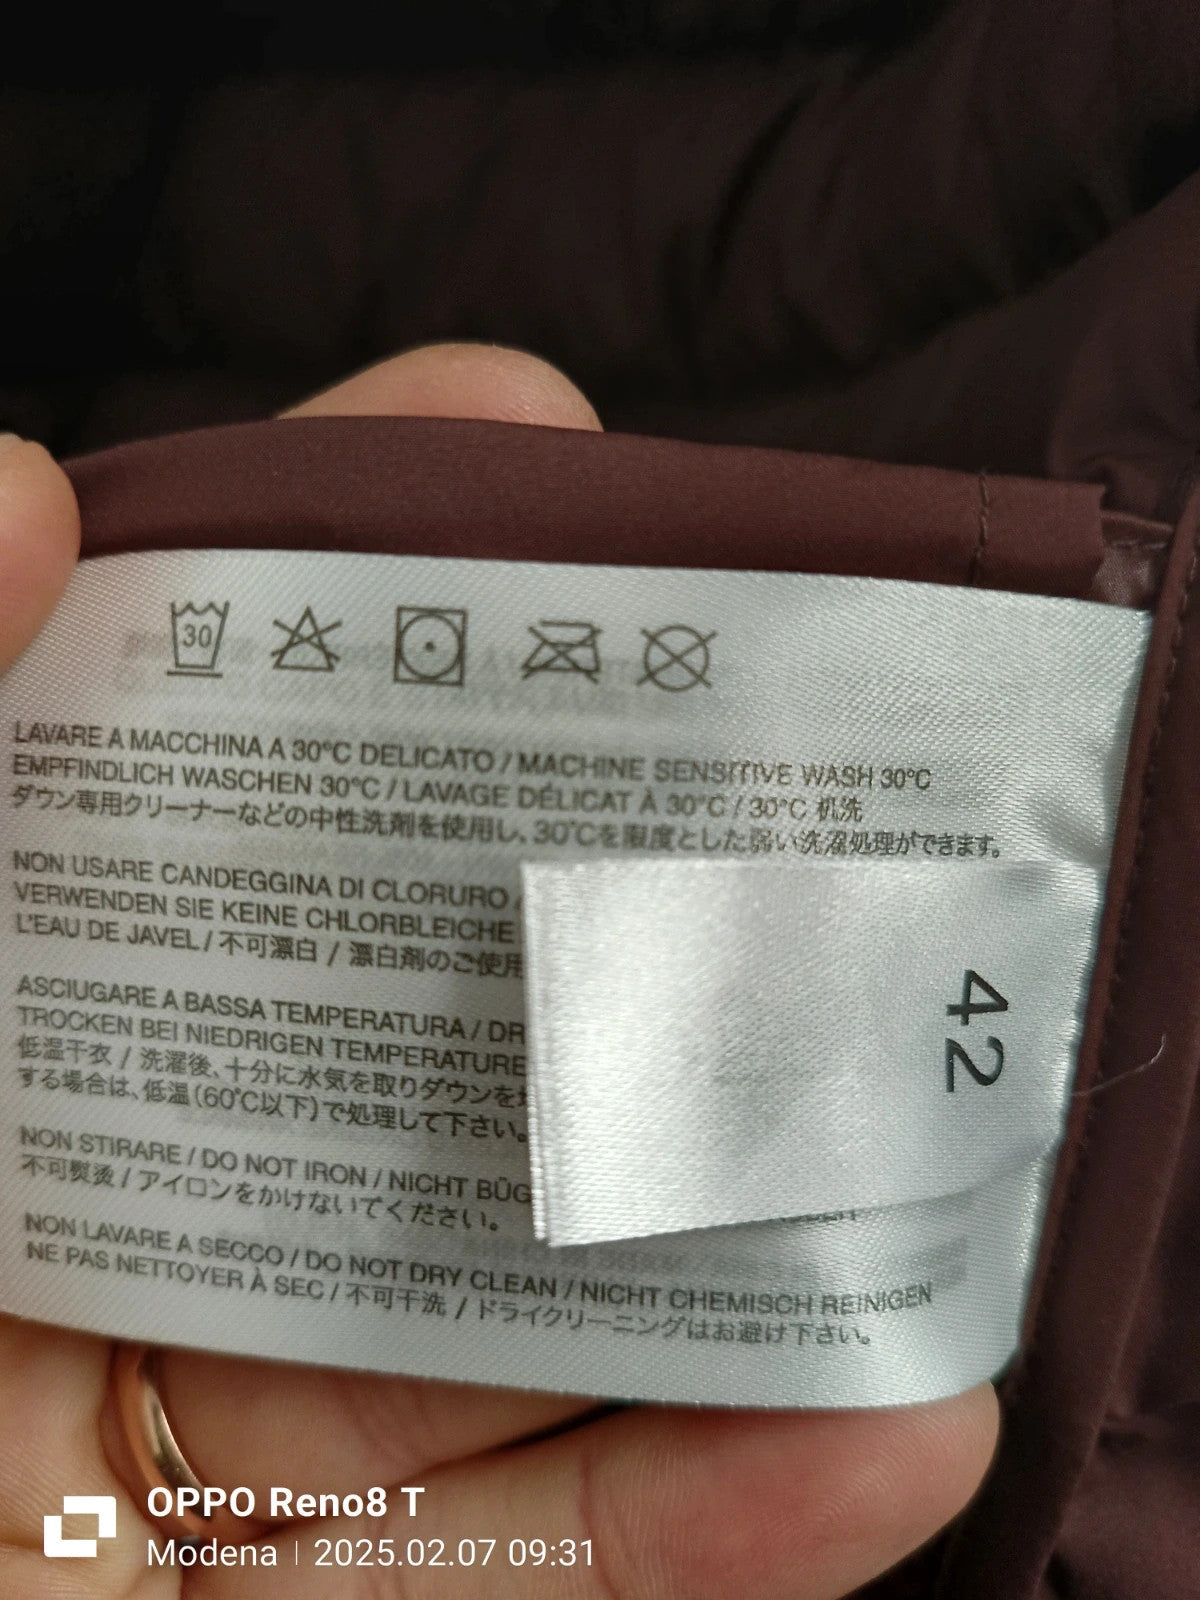 30
LAVARE A MACCHINA A 30°C DELICATO / MACHINE SENSITIVE WASH 30°C
EMPFINDLICH WASCHEN 30°C / LAVAGE DÉLICAT À 30°C / 30°C 机洗
ダウン専用クリーナーなどの中性洗剤を使用し、30℃を限度とした弱い洗濯処理ができます。
NON USARE CANDEGGINA DI CLORURO
VERWENDEN SIE KEINE CHLORBLEICHE
L'EAU DE JAVEL / 不可漂白 / 漂白剤のご使用
ASCIUGARE A BASSA TEMPERATURA / DR
TROCKEN BEI NIEDRIGEN TEMPERATURE
低温干衣 / 洗濯後、十分に水気を取りダウンを
する場合は、低温(60℃以下)で処理して下さい。
NON STIRARE / DO NOT IRON / NICHT BÜG
不可熨烫 / アイロンをかけないでください。
NON LAVARE A SECCO / DO NOT DRY CLEAN / NICHT CHEMISCH REINIGEN
NE PAS NETTOYER À SEC / 不可干洗 / ドライクリーニングはお避け下さい。
42
OPPO Reno8 T
Modena | 2025.02.07 09:31